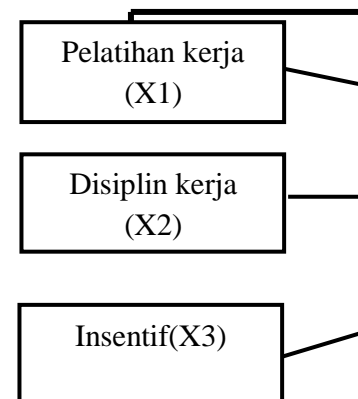 Pelatihan kerja
(X1)
Disiplin kerja
(X2)
Insentif(X3)